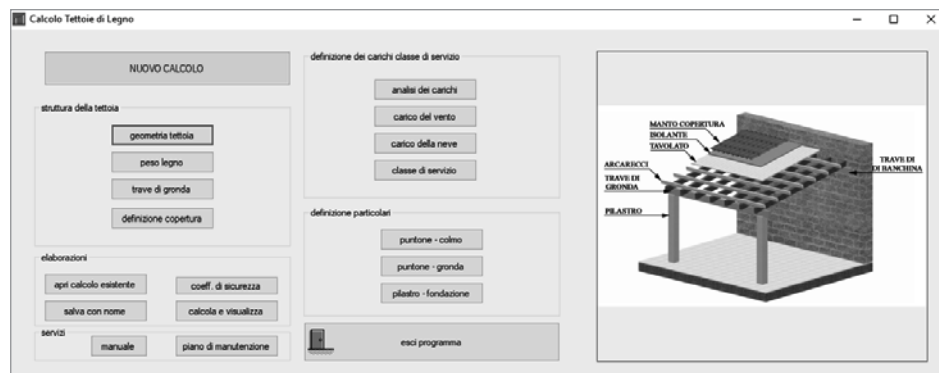 Calcolo Tettoie di Legno
NUOVO CALCOLO
struttura della tettoia
geometria tettoia
peso legno
trave di gronda
definizione copertura
elaborazioni
apri calcolo esistente
coeff. di sicurezza
salva con nome
calcola e visualizza
servizi
manuale
piano di manutenzione
definizione dei carichi classe di servizio
analisi dei carichi
carico del vento
carico della neve
classe di servizio
definizione particolari
puntone - colmo
puntone - gronda
pilastro - fondazione
esci programma
MANTO COPERTURA
ISOLANTE
TAVOLATO
ARCARECCI
TRAVE DI
GRONDA
PILASTRO
TRAVE DI
DI BANCHINA